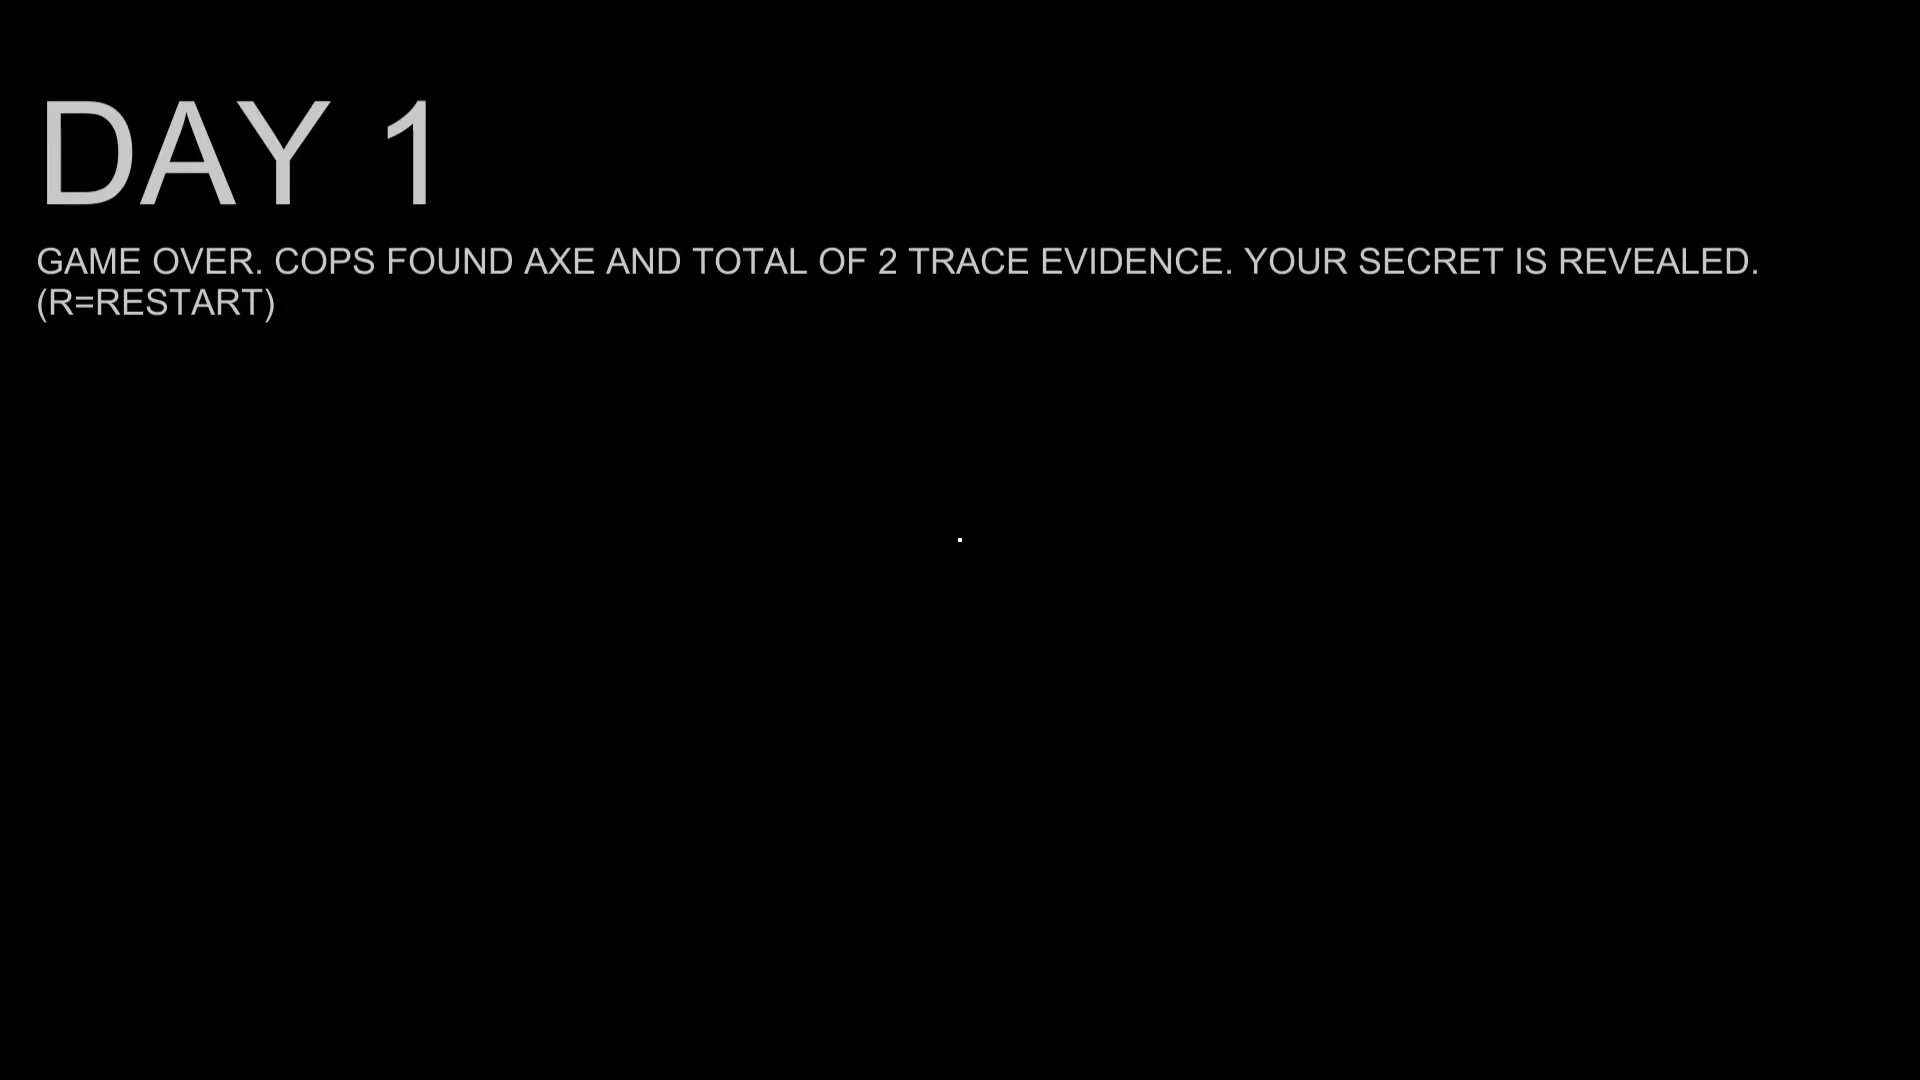 DAY 1
GAME OVER. COPS FOUND AXE AND TOTAL OF 2 TRACE EVIDENCE. YOUR SECRET IS REVEALED.
(R=RESTART)